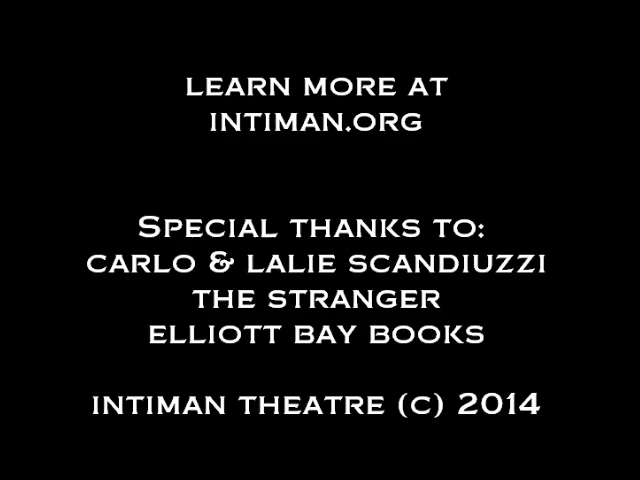 LEARN MORE AT
INTIMAN.ORG
SPECIAL THANKS TO:
CARLO & LALIE SCANDIUZZI
THE STRANGER
ELLIOTT BAY BOOKS
INTIMAN THEATRE (C) 2014